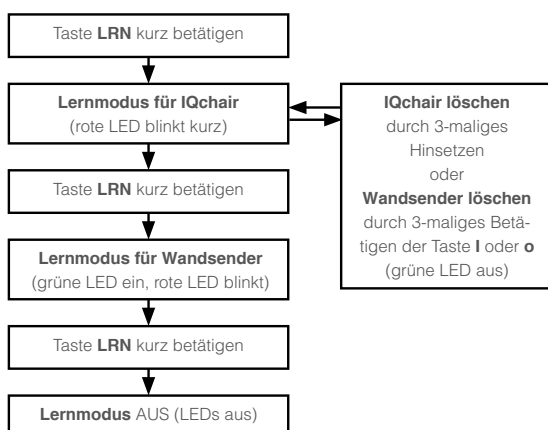 Taste LRN kurz betätigen
Lernmodus für IQchair
(rote LED blinkt kurz)
Taste LRN kurz betätigen
Lernmodus für Wandsender
(grüne LED ein, rote LED blinkt)
Taste LRN kurz betätigen
Lernmodus AUS (LEDs aus)
IQchair löschen
durch 3-maliges
Hinsetzen
oder
Wandsender löschen
durch 3-maliges Betä-
tigen der Taste I oder o
(grüne LED aus)